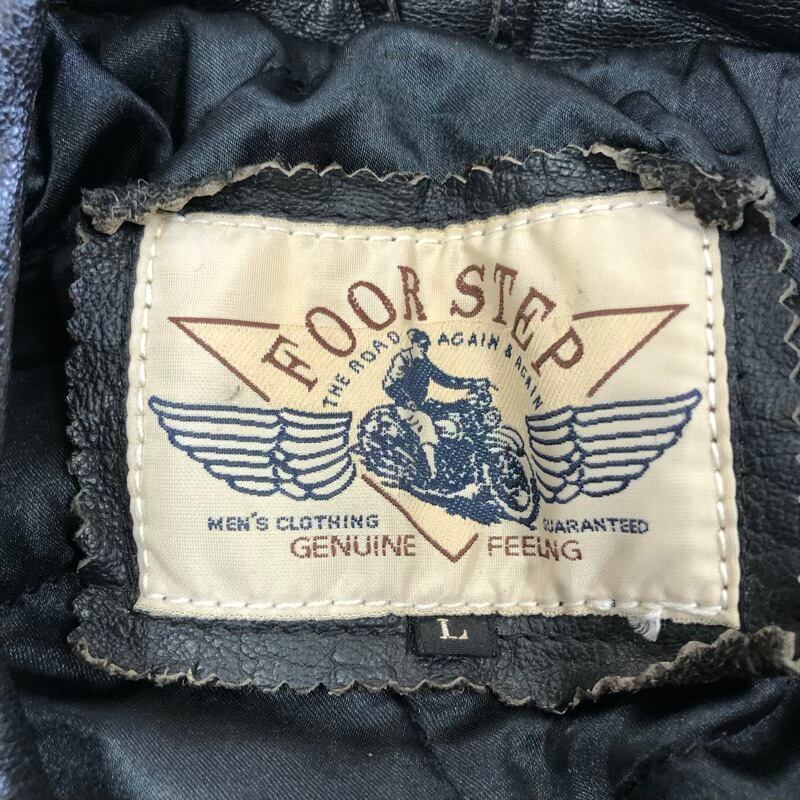 FOOR STEP
THE ROAD AGAIN & AGAIN
MEN'S CLOTHING GUARANTEED
GENUINE FEELING
L